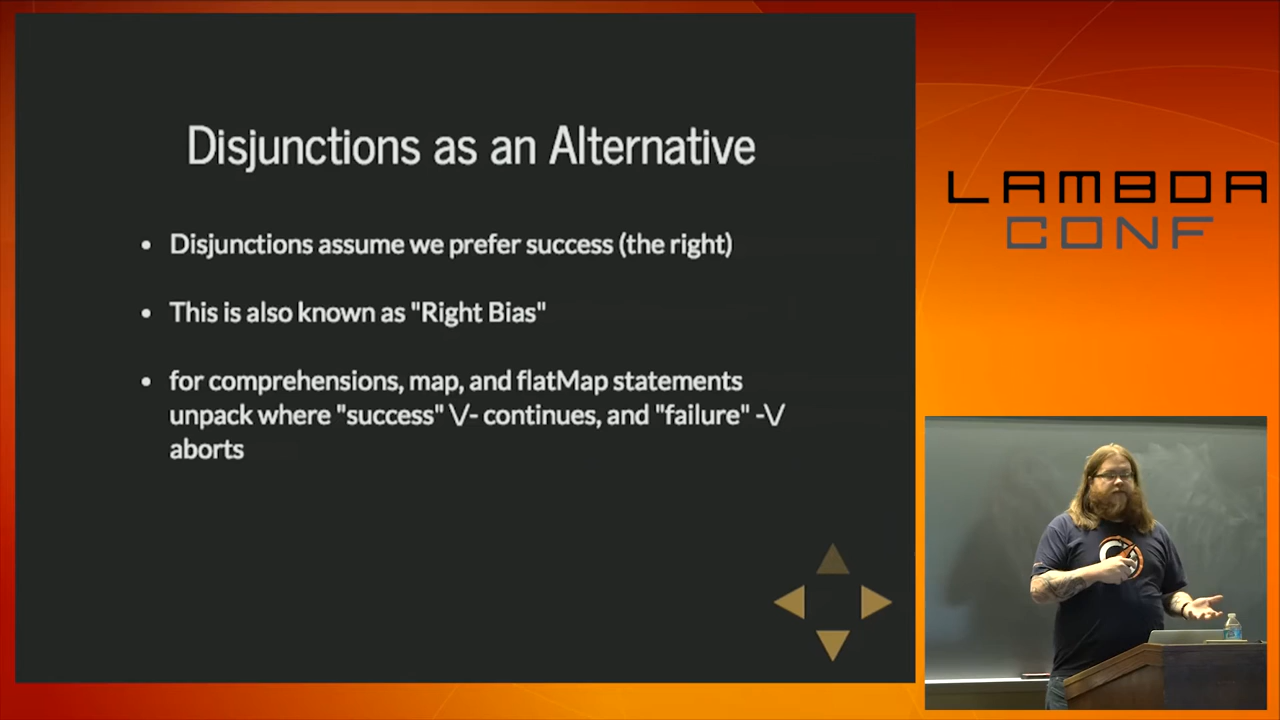 Disjunctions as an Alternative
• Disjunctions assume we prefer success (the right)
• This is also known as "Right Bias"
• for comprehensions, map, and flatMap statements
unpack where "success" \/- continues, and "failure" -\/
aborts
LAMBDA
CONF